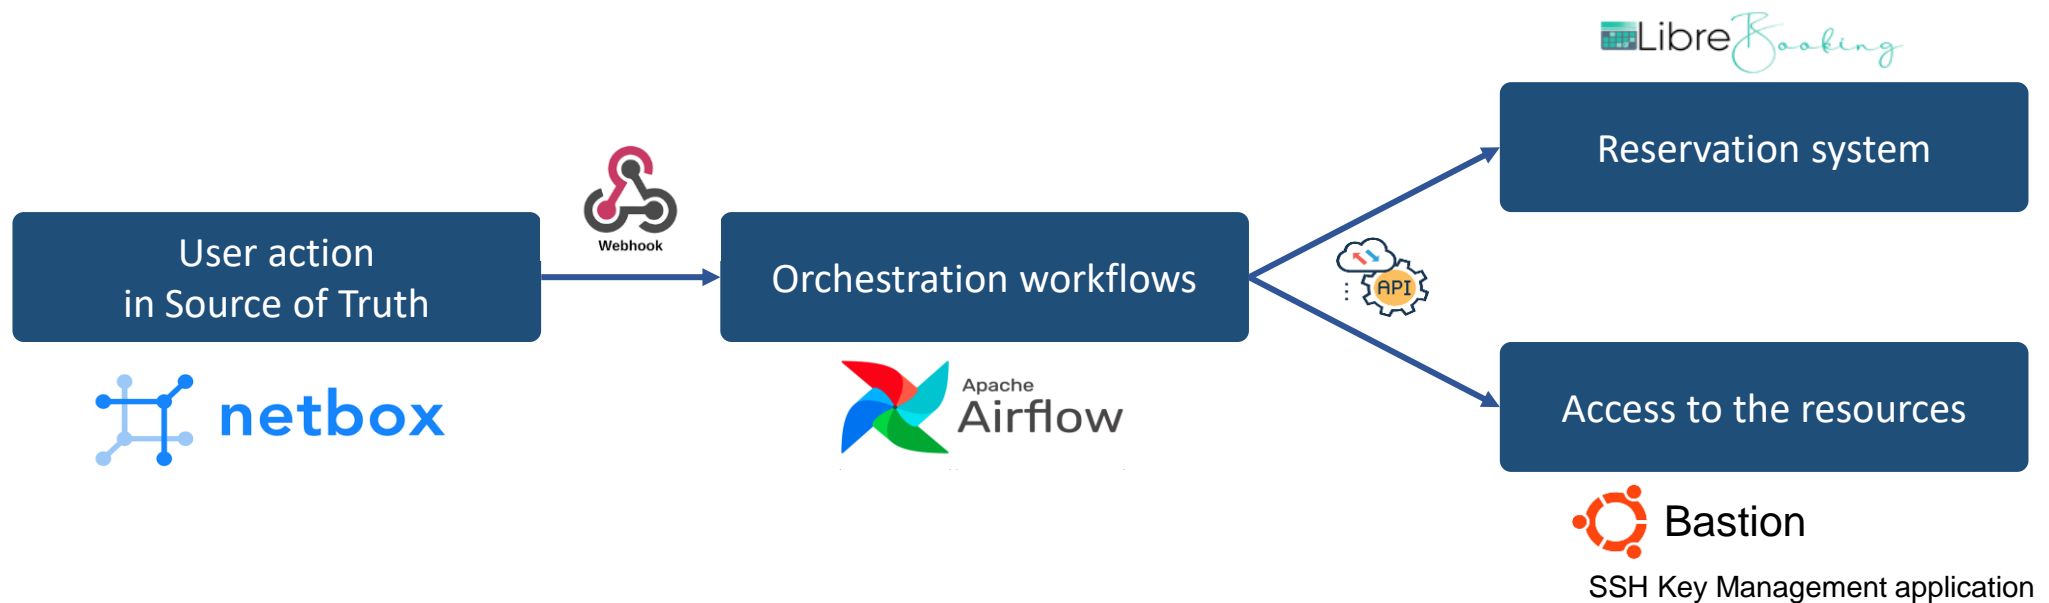 LibreBooking
Reservation system
Webhook
User action
in Source of Truth
Orchestration workflows
API
netbox
Apache
Airflow
Access to the resources
Bastion
SSH Key Management application